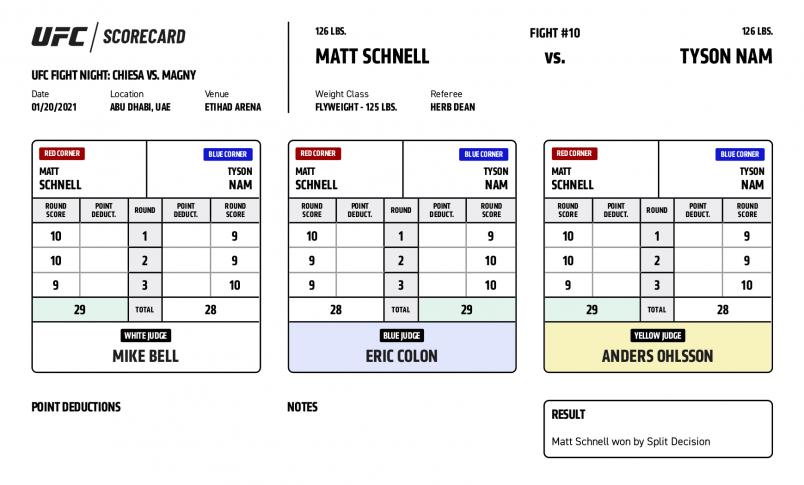 UFC SCORECARD
UFC FIGHT NIGHT: CHIESA VS. MAGNY
Date Location Venue
01/20/2021 ABU DHABI, UAE ETIHAD ARENA
126 LBS. FIGHT #10 126 LBS.
MATT SCHNELL vs. TYSON NAM
Weight Class Referee
FLYWEIGHT - 125 LBS. HERB DEAN
RED CORNER BLUE CORNER
MATT TYSON
SCHNELL NAM
ROUND SCORE POINT DEDUCT. ROUND POINT DEDUCT. ROUND SCORE
10 1 9
10 2 9
9 3 10
29 TOTAL 28
WHITE JUDGE
MIKE BELL
RED CORNER BLUE CORNER
MATT TYSON
SCHNELL NAM
ROUND SCORE POINT DEDUCT. ROUND POINT DEDUCT. ROUND SCORE
10 1 9
9 2 10
9 3 10
28 TOTAL 29
BLUE JUDGE
ERIC COLON
RED CORNER BLUE CORNER
MATT TYSON
SCHNELL NAM
ROUND SCORE POINT DEDUCT. ROUND POINT DEDUCT. ROUND SCORE
10 1 9
10 2 9
9 3 10
29 TOTAL 28
YELLOW JUDGE
ANDERS OHLSSON
POINT DEDUCTIONS
NOTES
RESULT
Matt Schnell won by Split Decision